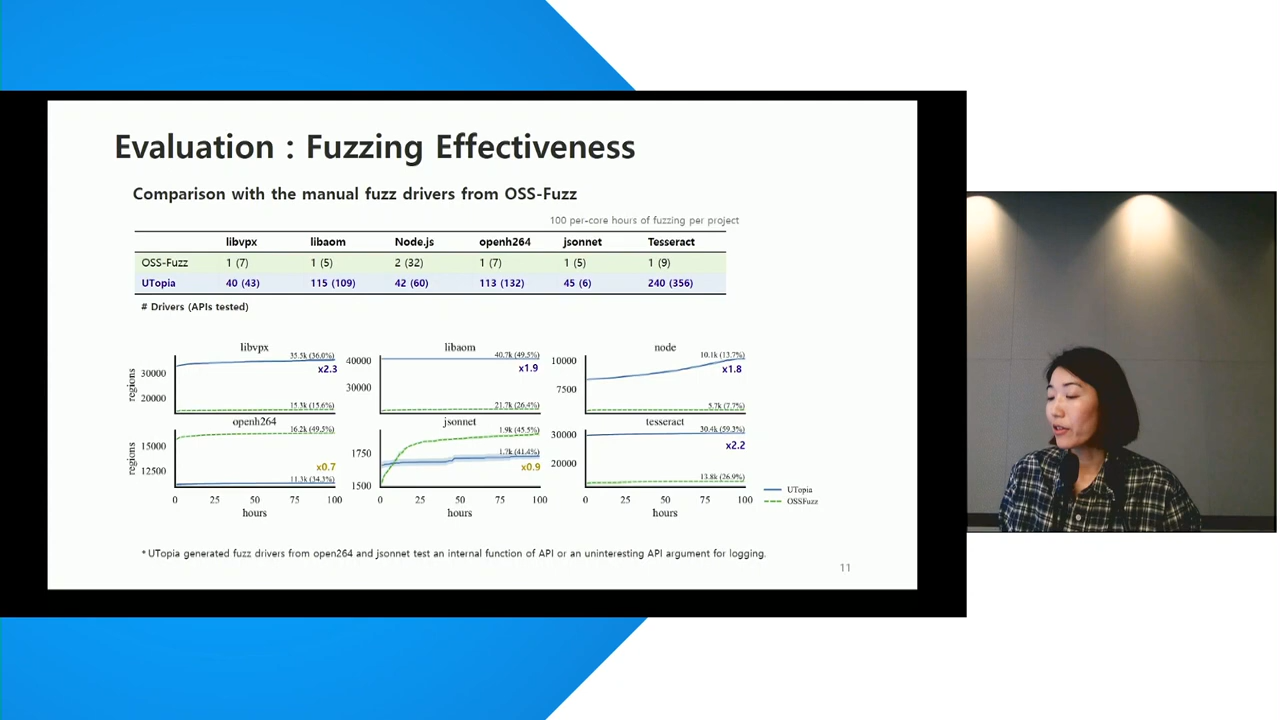 Evaluation : Fuzzing Effectiveness
Comparison with the manual fuzz drivers from OSS-Fuzz
100 per-core hours of fuzzing per project
libvpx libaom Node.js openh264 jsonnet Tesseract
OSS-Fuzz 1 (7) 1 (5) 2 (32) 1 (7) 1 (5) 1 (9)
UTopia 40 (43) 115 (109) 42 (60) 113 (132) 45 (6) 240 (356)
# Drivers (APIs tested)
libvpx libaom node
regions 30000 20000 35.5k (36.0%) x2.3 15.3k (15.6%)
40000 30000 40.7k (49.5%) x1.9 21.7k (26.4%)
10000 7500 10.1k (13.7%) x1.8 5.7k (7.7%)
openh264 jsonnet tesseract
regions 15000 12500 16.2k (49.5%) x0.7 11.3k (34.3%)
1750 1500 1.9k (45.5%) 1.7k (41.4%) x0.9
30000 20000 30.4k (59.3%) x2.2 13.8k (26.9%)
0 25 50 75 100 0 25 50 75 100 0 25 50 75 100
hours hours hours
UTopia
OSSFuzz
* UTopia generated fuzz drivers from open264 and jsonnet test an internal function of API or an uninteresting API argument for logging.
11